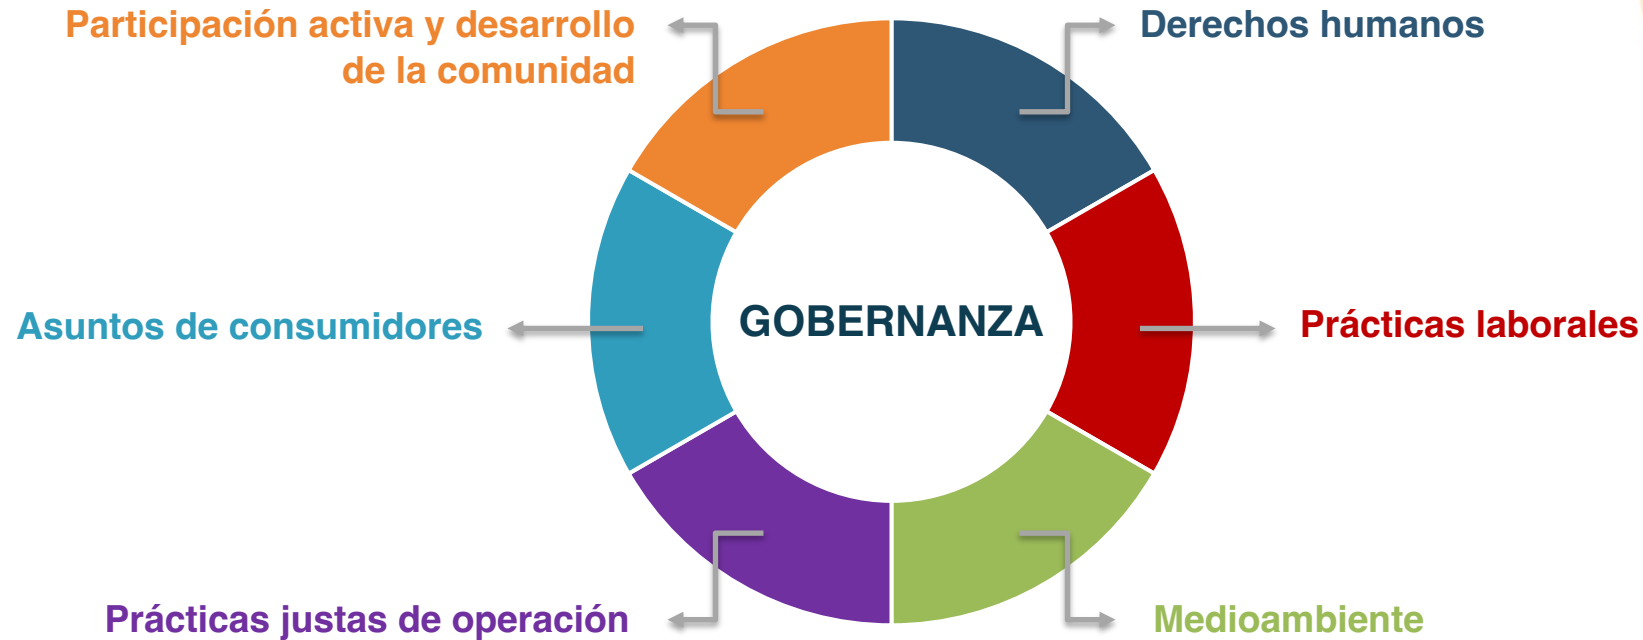 Participación activa y desarrollo
de la comunidad
Derechos humanos
Asuntos de consumidores
GOBERNANZA
Prácticas laborales
Prácticas justas de operación
Medioambiente